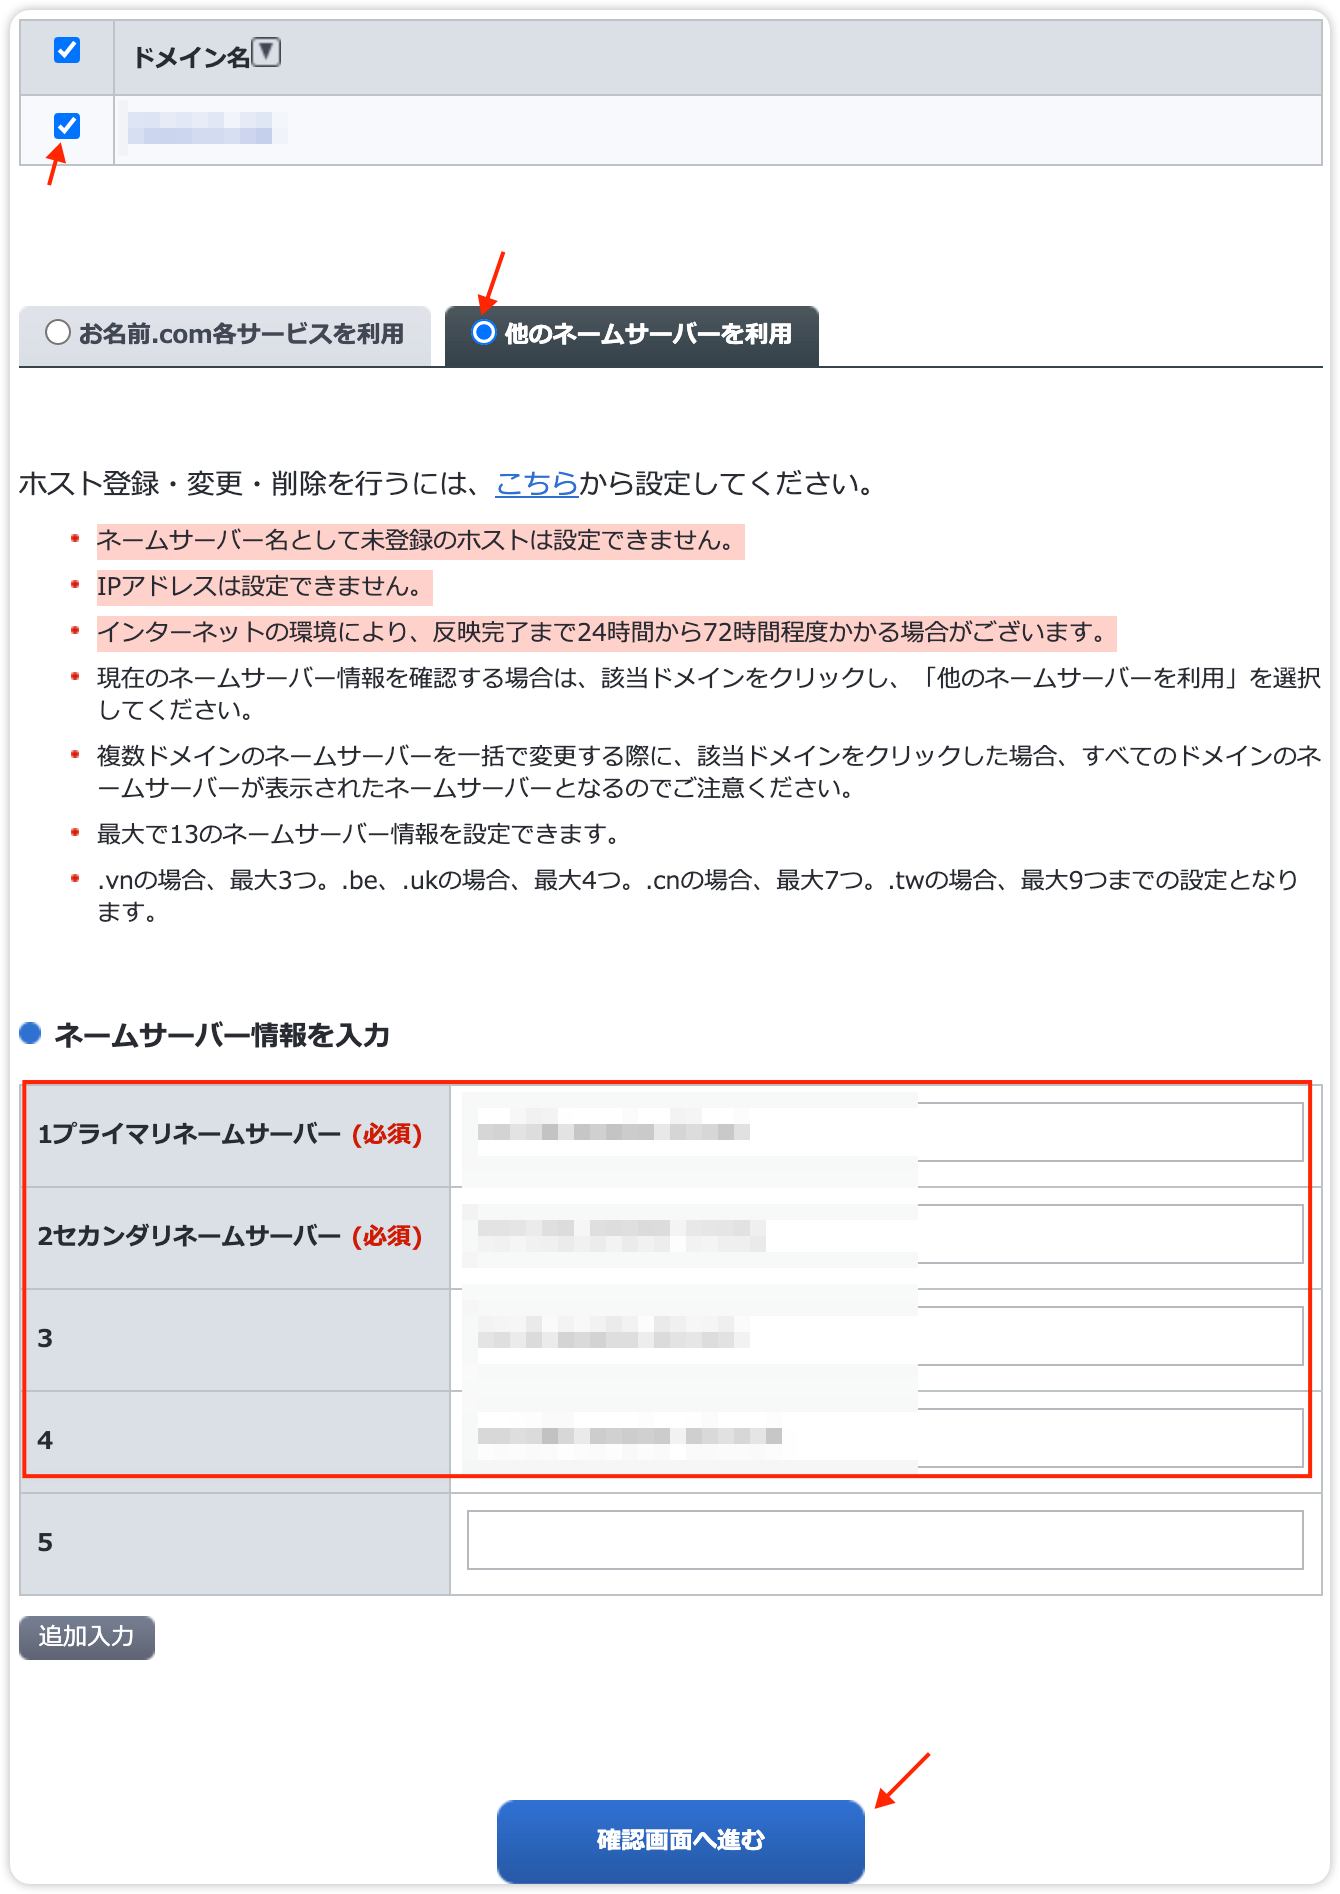 ドメイン名▼
お名前.com各サービスを利用
他のネームサーバーを利用
ホスト登録・変更・削除を行うには、こちらから設定してください。
ネームサーバー名として未登録のホストは設定できません。
IPアドレスは設定できません。
インターネットの環境により、反映完了まで24時間から72時間程度かかる場合がございます。
現在のネームサーバー情報を確認する場合は、該当ドメインをクリックし、「他のネームサーバーを利用」を選択
してください。
複数ドメインのネームサーバーを一括で変更する際に、該当ドメインをクリックした場合、すべてのドメインのネ
ームサーバーが表示されたネームサーバーとなるのでご注意ください。
最大で13のネームサーバー情報を設定できます。
.vnの場合、最大3つ。.be、.ukの場合、最大4つ。.cnの場合、最大7つ。.twの場合、最大9つまでの設定となり
ます。
ネームサーバー情報を入力
1プライマリネームサーバー (必須)
2セカンダリネームサーバー (必須)
3
4
5
追加入力
確認画面へ進む